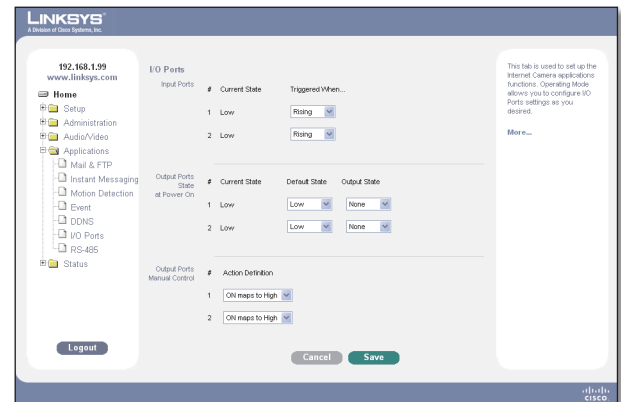 LINKSYS®
A Division of Cisco Systems, Inc.
192.168.1.99
www.linksys.com
Home
Setup
Administration
Audio/Video
Applications
Mail & FTP
Instant Messaging
Motion Detection
Event
DDNS
I/O Ports
RS-485
Status
Logout
I/O Ports
Input Ports
# Current State Triggered When...
1 Low Rising
2 Low Rising
Output Ports State at Power On
# Current State Default State Output State
1 Low Low None
2 Low Low None
Output Ports Manual Control
# Action Definition
1 ON maps to High
2 ON maps to High
Cancel Save
This tab is used to set up the
Internet Camera applications
functions. Operating Mode
allows you to configure I/O
Ports settings as you
desired.
More...
CISCO